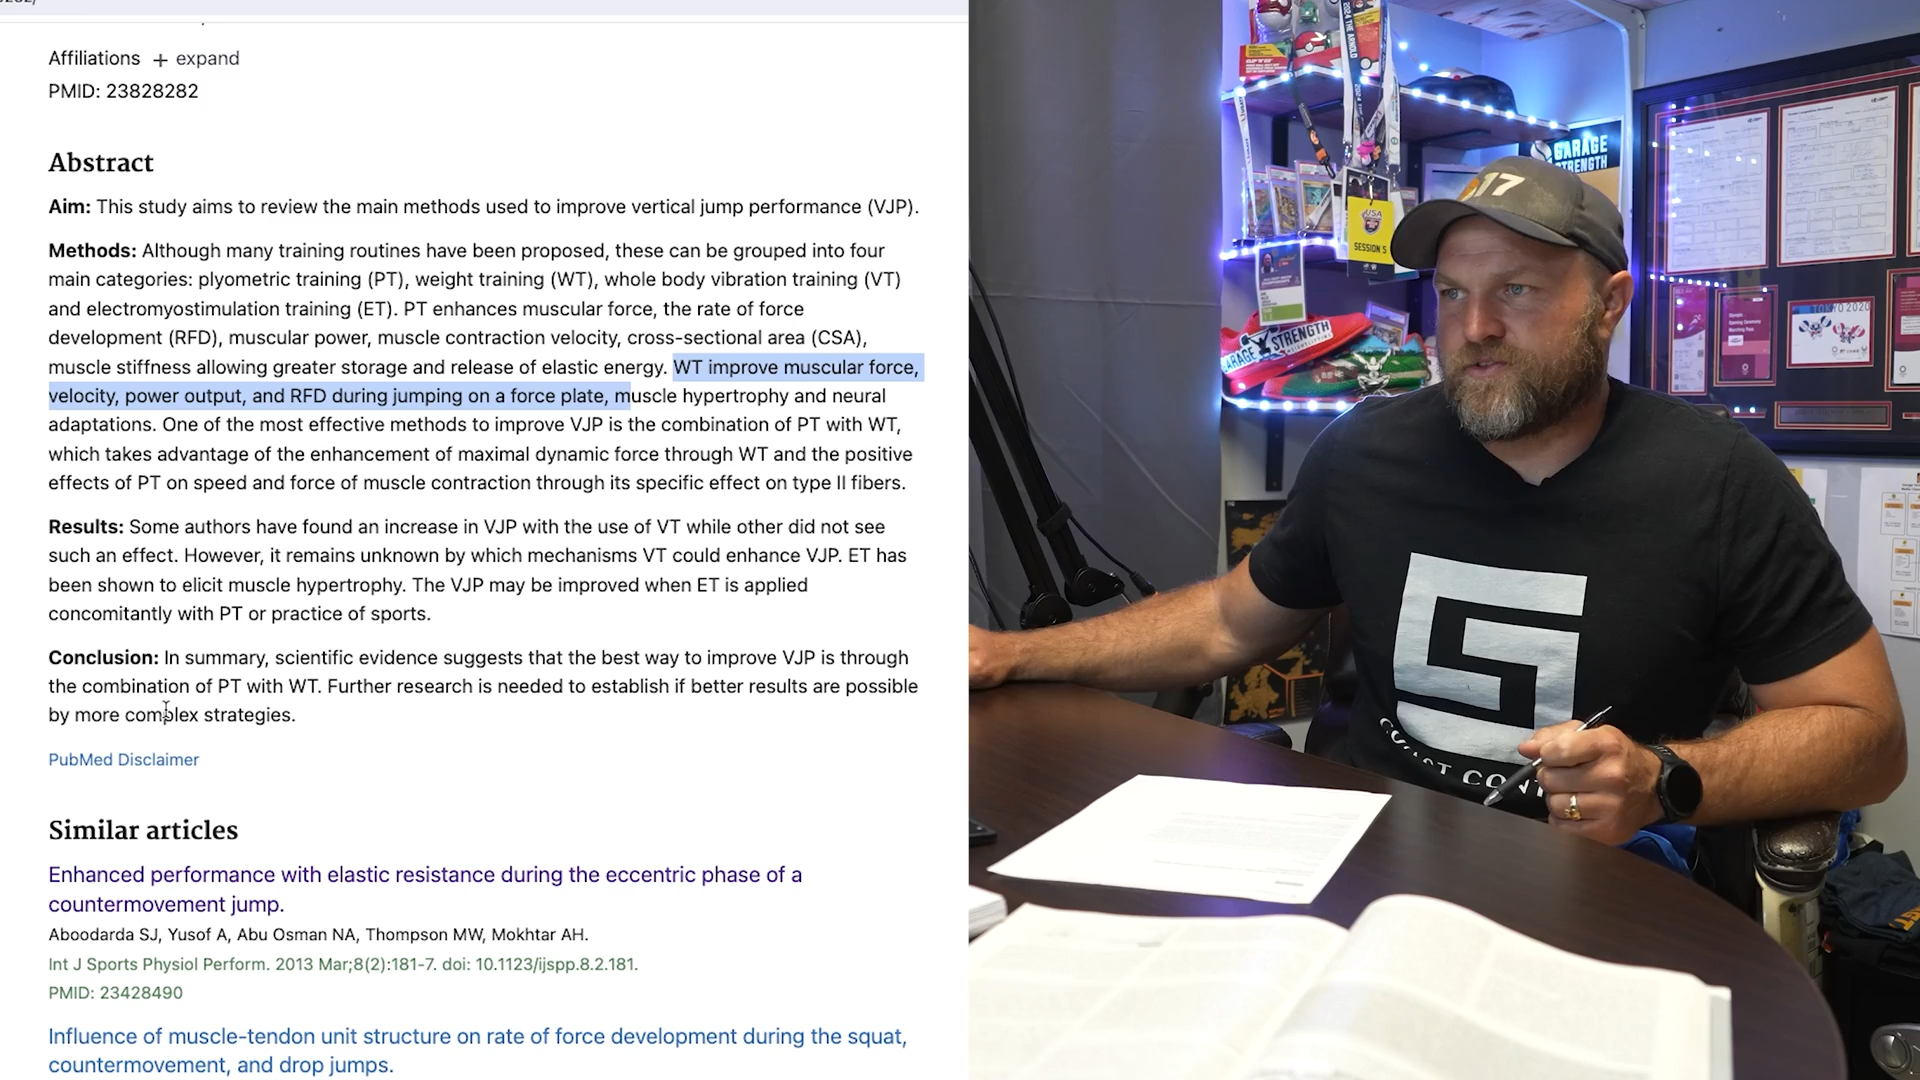 Affiliations + expand
PMID: 23828282
Abstract
Aim: This study aims to review the main methods used to improve vertical jump performance (VJP).
Methods: Although many training routines have been proposed, these can be grouped into four
main categories: plyometric training (PT), weight training (WT), whole body vibration training (VT)
and electromyostimulation training (ET). PT enhances muscular force, the rate of force
development (RFD), muscular power, muscle contraction velocity, cross-sectional area (CSA),
muscle stiffness allowing greater storage and release of elastic energy. WT improve muscular force,
velocity, power output, and RFD during jumping on a force plate, muscle hypertrophy and neural
adaptations. One of the most effective methods to improve VJP is the combination of PT with WT,
which takes advantage of the enhancement of maximal dynamic force through WT and the positive
effects of PT on speed and force of muscle contraction through its specific effect on type II fibers.
Results: Some authors have found an increase in VJP with the use of VT while other did not see
such an effect. However, it remains unknown by which mechanisms VT could enhance VJP. ET has
been shown to elicit muscle hypertrophy. The VJP may be improved when ET is applied
concomitantly with PT or practice of sports.
Conclusion: In summary, scientific evidence suggests that the best way to improve VJP is through
the combination of PT with WT. Further research is needed to establish if better results are possible
by more complex strategies.
PubMed Disclaimer
Similar articles
Enhanced performance with elastic resistance during the eccentric phase of a
countermovement jump.
Aboodarda SJ, Yusof A, Abu Osman NA, Thompson MW, Mokhtar AH.
Int J Sports Physiol Perform. 2013 Mar;8(2):181-7. doi: 10.1123/ijspp.8.2.181.
PMID: 23428490
Influence of muscle-tendon unit structure on rate of force development during the squat,
countermovement, and drop jumps.
2024 THE ARNOLD
GARAGE
STRENGTH
USA
SESSION 5
GARAGE STRENGTH
17
TOKYO 2020